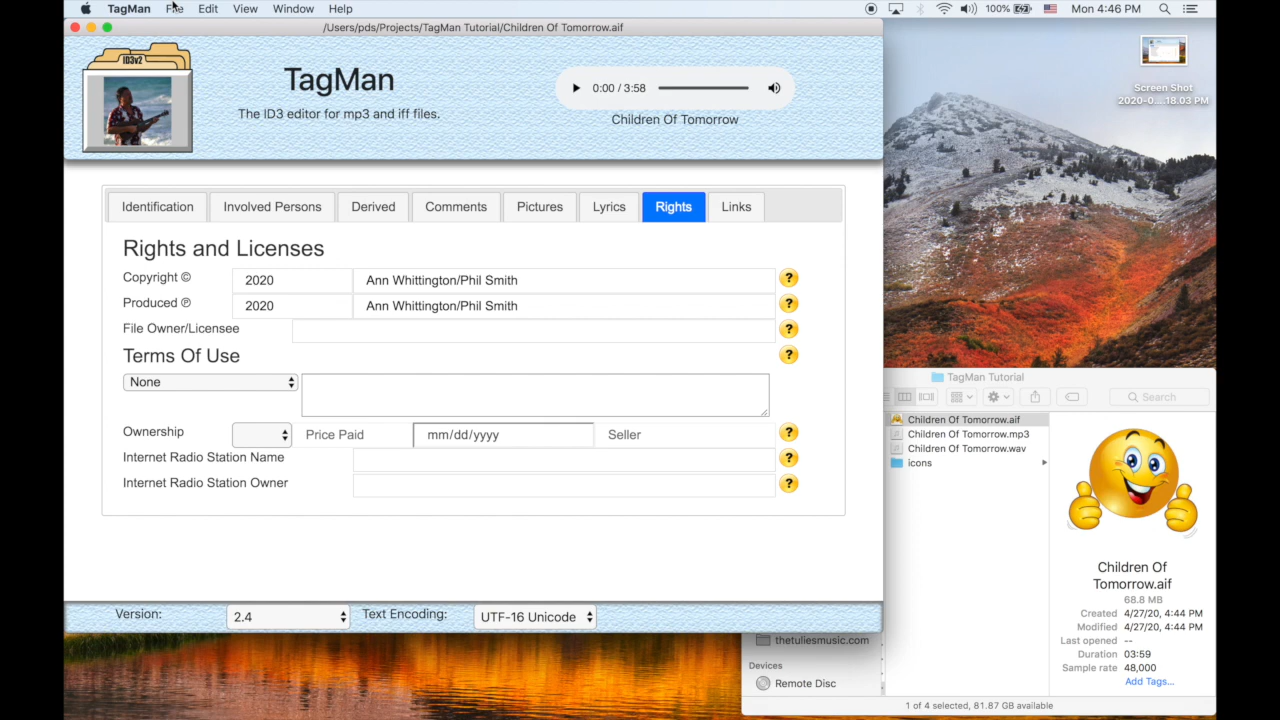 TagMan File Edit View Window Help 100% Mon 4:46 PM
/Users/pds/Projects/TagMan Tutorial/Children Of Tomorrow.aif
ID3v2
TagMan
The ID3 editor for mp3 and iff files.
0:00 / 3:58
Children Of Tomorrow
Screen Shot
2020-0....18.03 PM
Identification Involved Persons Derived Comments Pictures Lyrics Rights Links
Rights and Licenses
Copyright © 2020 Ann Whittington/Phil Smith ?
Produced ℗ 2020 Ann Whittington/Phil Smith ?
File Owner/Licensee ?
Terms Of Use ?
None
Ownership Price Paid mm/dd/yyyy Seller ?
Internet Radio Station Name ?
Internet Radio Station Owner ?
Version: 2.4 Text Encoding: UTF-16 Unicode
TagMan Tutorial
Search
Children Of Tomorrow.aif
Children Of Tomorrow.mp3
Children Of Tomorrow.wav
icons
Children Of
Tomorrow.aif
68.8 MB
Created 4/27/20, 4:44 PM
Modified 4/27/20, 4:44 PM
Last opened --
Duration 03:59
Sample rate 48,000
Add Tags...
thetuliesmusic.com
Devices
Remote Disc
1 of 4 selected, 81.87 GB available